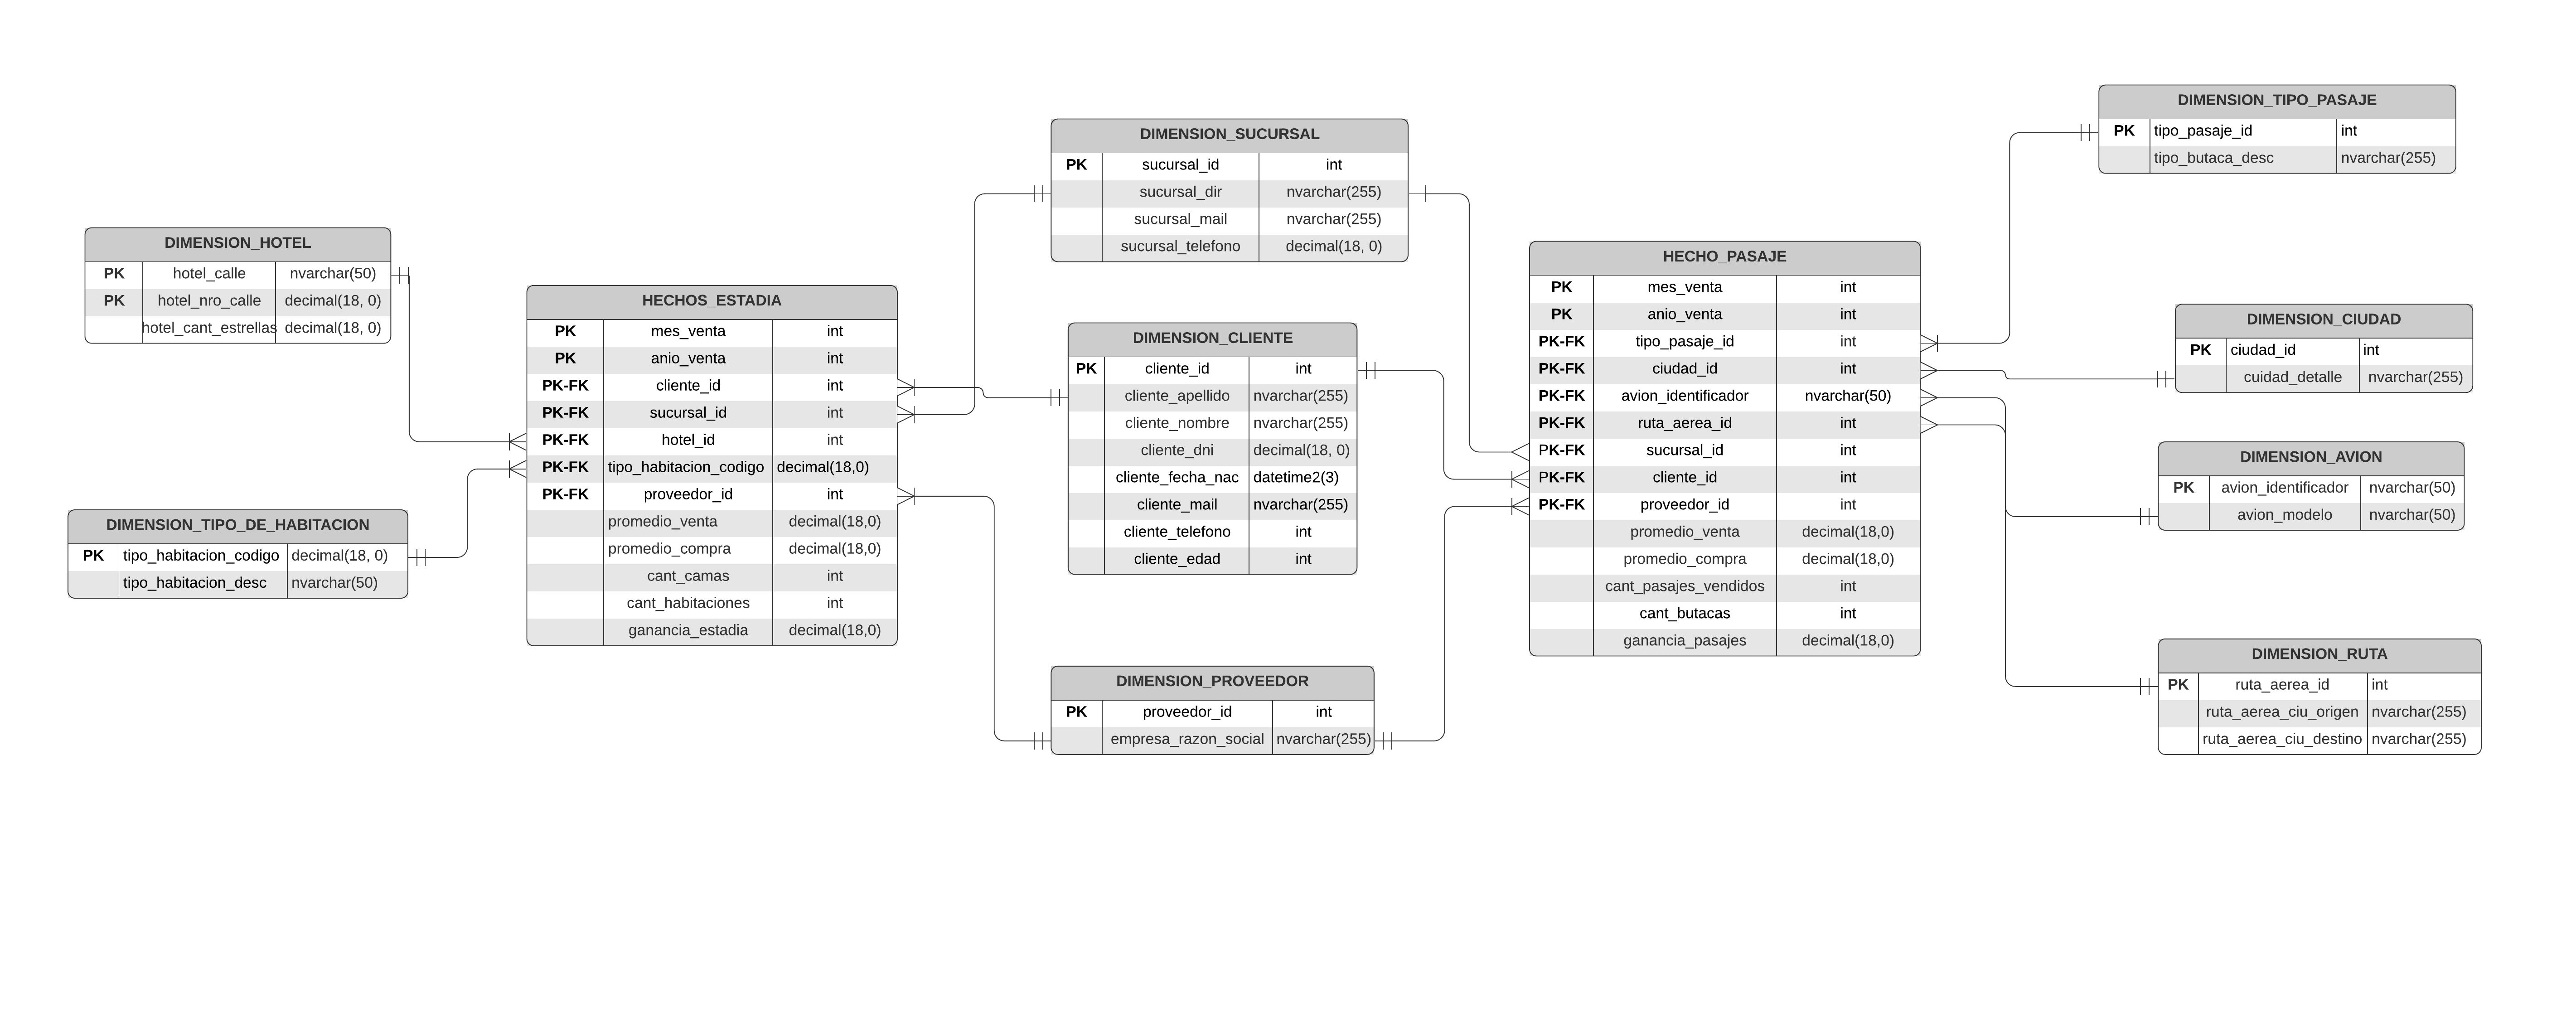 DIMENSION_HOTEL
PK hotel_calle nvarchar(50)
PK hotel_nro_calle decimal(18, 0)
hotel_cant_estrellas decimal(18, 0)
DIMENSION_TIPO_DE_HABITACION
PK tipo_habitacion_codigo decimal(18, 0)
tipo_habitacion_desc nvarchar(50)
HECHOS_ESTADIA
PK mes_venta int
PK anio_venta int
PK-FK cliente_id int
PK-FK sucursal_id int
PK-FK hotel_id int
PK-FK tipo_habitacion_codigo decimal(18,0)
PK-FK proveedor_id int
promedio_venta decimal(18,0)
promedio_compra decimal(18,0)
cant_camas int
cant_habitaciones int
ganancia_estadia decimal(18,0)
DIMENSION_SUCURSAL
PK sucursal_id int
sucursal_dir nvarchar(255)
sucursal_mail nvarchar(255)
sucursal_telefono decimal(18, 0)
DIMENSION_CLIENTE
PK cliente_id int
cliente_apellido nvarchar(255)
cliente_nombre nvarchar(255)
cliente_dni decimal(18, 0)
cliente_fecha_nac datetime2(3)
cliente_mail nvarchar(255)
cliente_telefono int
cliente_edad int
DIMENSION_PROVEEDOR
PK proveedor_id int
empresa_razon_social nvarchar(255)
HECHO_PASAJE
PK mes_venta int
PK anio_venta int
PK-FK tipo_pasaje_id int
PK-FK ciudad_id int
PK-FK avion_identificador nvarchar(50)
PK-FK ruta_aerea_id int
PK-FK sucursal_id int
PK-FK cliente_id int
PK-FK proveedor_id int
promedio_venta decimal(18,0)
promedio_compra decimal(18,0)
cant_pasajes_vendidos int
cant_butacas int
ganancia_pasajes decimal(18,0)
DIMENSION_TIPO_PASAJE
PK tipo_pasaje_id int
tipo_butaca_desc nvarchar(255)
DIMENSION_CIUDAD
PK ciudad_id int
cuidad_detalle nvarchar(255)
DIMENSION_AVION
PK avion_identificador nvarchar(50)
avion_modelo nvarchar(50)
DIMENSION_RUTA
PK ruta_aerea_id int
ruta_aerea_ciu_origen nvarchar(255)
ruta_aerea_ciu_destino nvarchar(255)